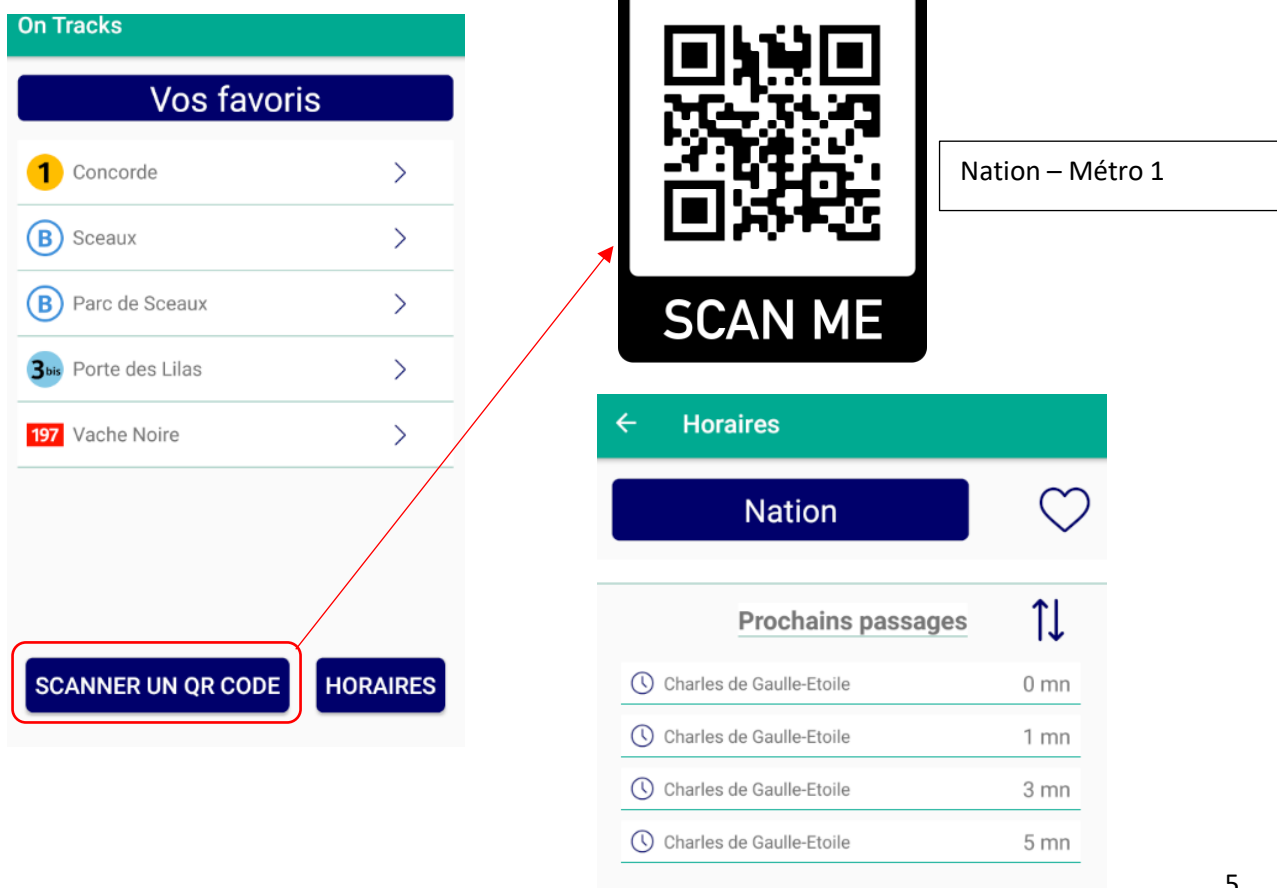 On Tracks
Vos favoris
1 Concorde
B Sceaux
B Parc de Sceaux
3bis Porte des Lilas
197 Vache Noire
SCANNER UN QR CODE
HORAIRES
SCAN ME
Nation – Métro 1
Horaires
Nation
Prochains passages
Charles de Gaulle-Etoile 0 mn
Charles de Gaulle-Etoile 1 mn
Charles de Gaulle-Etoile 3 mn
Charles de Gaulle-Etoile 5 mn
5